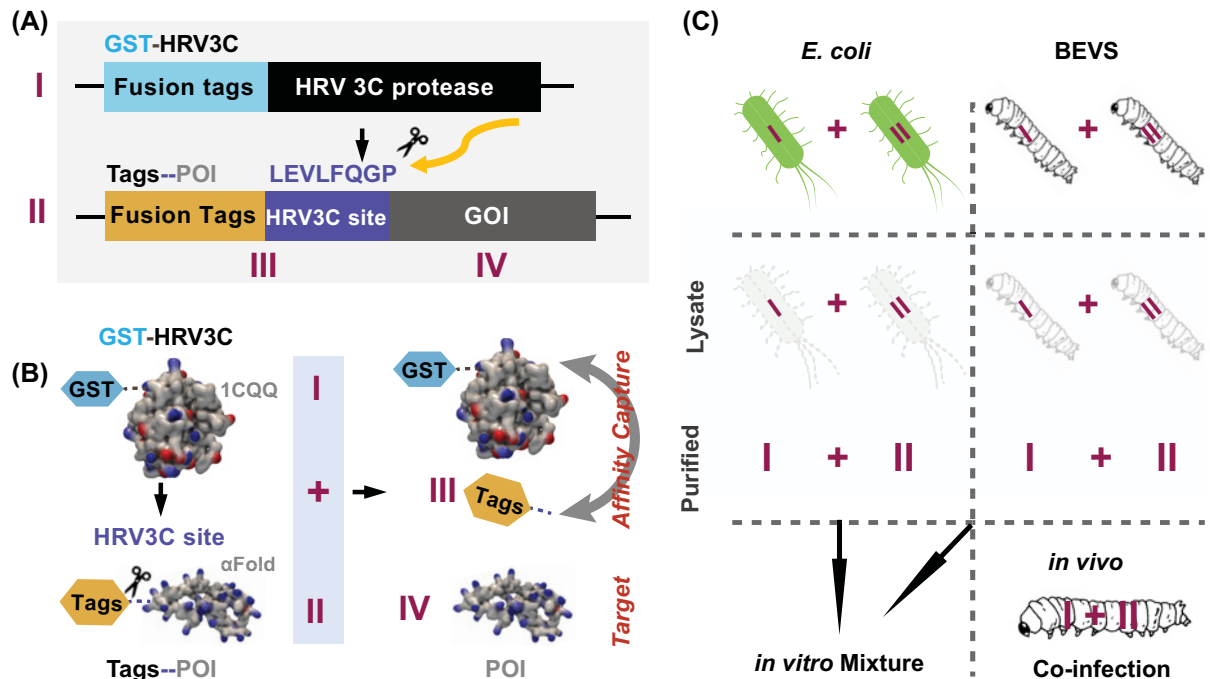 (A)
GST-HRV3C
I
Fusion tags
HRV 3C protease
Tags--POI
LEVLFQGP
II
Fusion Tags
HRV3C site
GOI
III
IV
(B)
GST-HRV3C
GST
1CQQ
HRV3C site
αFold
Tags
Tags--POI
I
+
II
GST
III
Tags
Affinity Capture
IV
Target
POI
(C)
E. coli
BEVS
I + II
I + II
Lysate
I + II
I + II
Purified
I + II
I + II
in vitro Mixture
in vivo
I + II
Co-infection